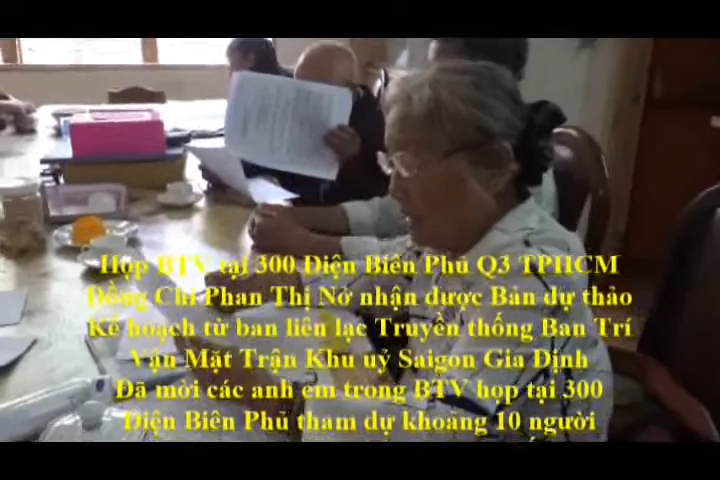 Họp BTV tại 300 Điện Biên Phủ Q3 TPHCM
Đồng Chí Phan Thị Nở nhận được Bản dự thảo
Kế hoạch từ ban liên lạc Truyền thống Ban Trí
Vận Mặt Trận Khu uỷ Saigon Gia Định
Đã mời các anh em trong BTV họp tại 300
Điện Biên Phủ tham dự khoảng 10 người